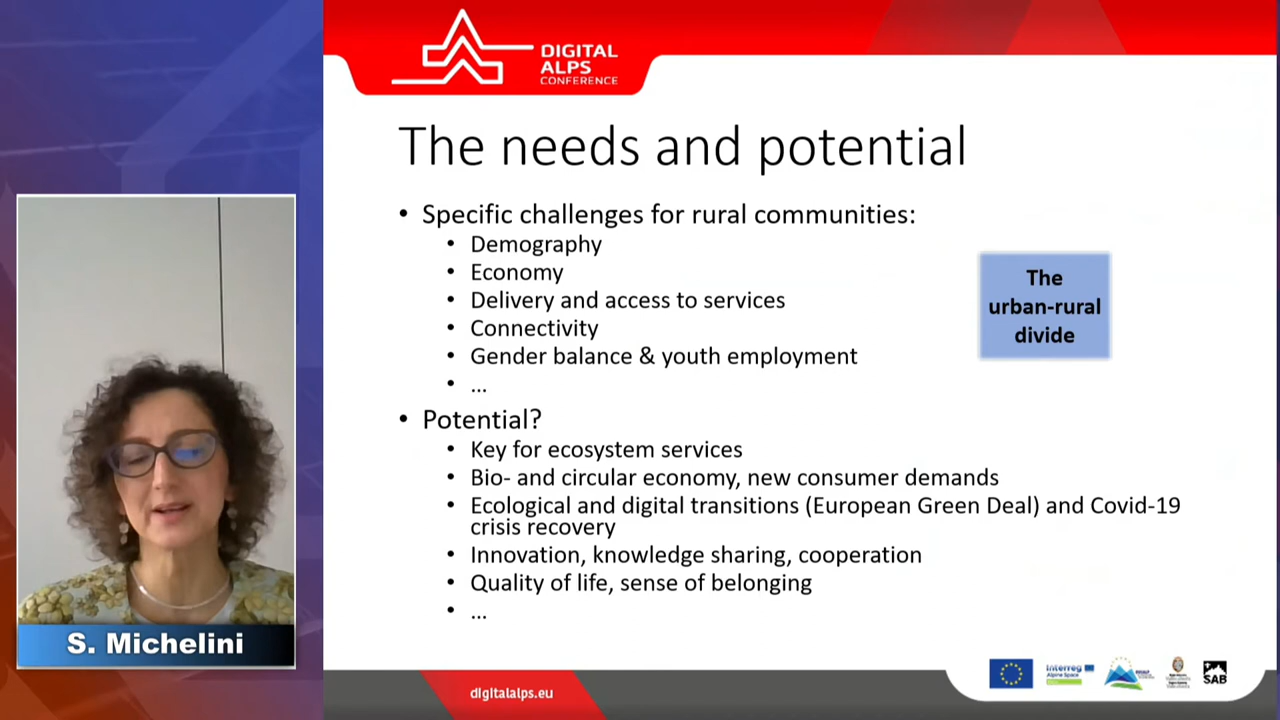 DIGITAL
ALPS
CONFERENCE
The needs and potential
• Specific challenges for rural communities:
• Demography
• Economy
• Delivery and access to services
• Connectivity
• Gender balance & youth employment
• ...
The
urban-rural
divide
• Potential?
• Key for ecosystem services
• Bio- and circular economy, new consumer demands
• Ecological and digital transitions (European Green Deal) and Covid-19
crisis recovery
• Innovation, knowledge sharing, cooperation
• Quality of life, sense of belonging
• ...
S. Michelini
digitalalps.eu
Interreg
Alpine Space
SAB